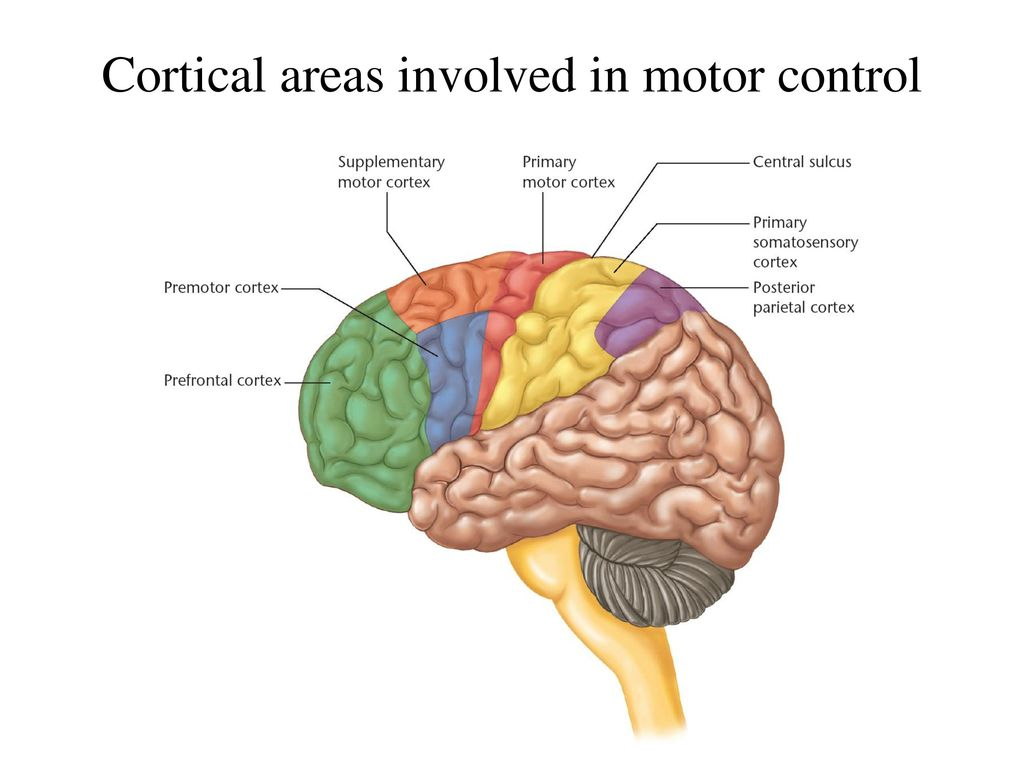 Cortical areas involved in motor control
Supplementary
motor cortex
Primary
motor cortex
Central sulcus
Primary
somatosensory
cortex
Premotor cortex
Posterior
parietal cortex
Prefrontal cortex